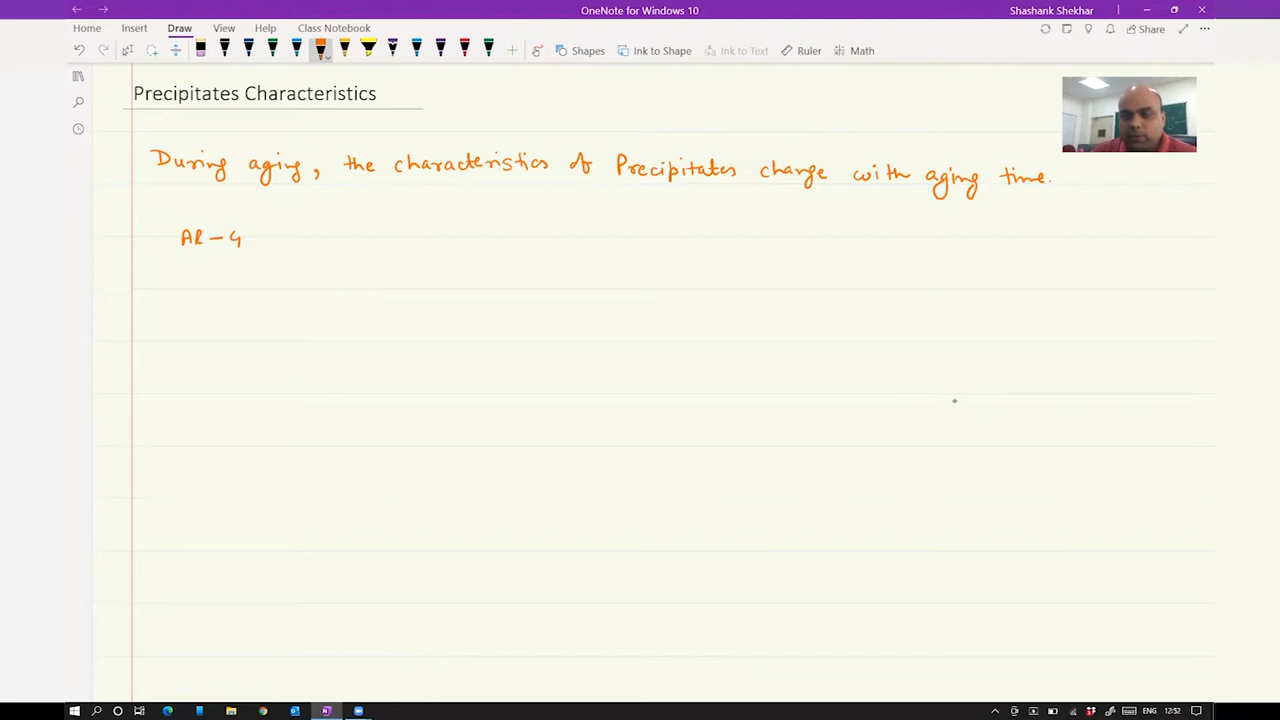 OneNote for Windows 10
Shashank Shekhar
Home Insert Draw View Help Class Notebook
Share
Shapes Ink to Shape Ink to Text Ruler Math
Precipitates Characteristics
During aging, the characteristics of Precipitates change with aging time.
Al - 4
ENG 12:52